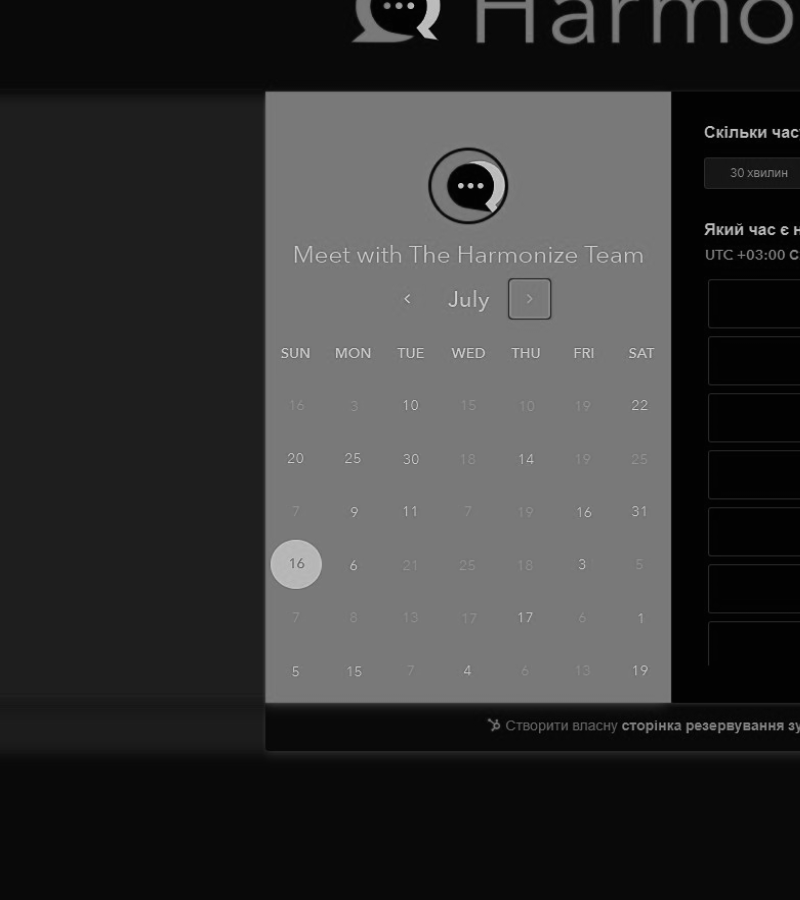 Harmo
Meet with The Harmonize Team
July
SUN MON TUE WED THU FRI SAT
16 3 10 15 10 19 22
20 25 30 18 14 19 25
7 9 11 7 19 16 31
16 6 21 25 18 3 5
7 8 13 17 17 6 1
5 15 7 4 6 13 19
Скільки час
30 хвилин
Який час є н
UTC +03:00
Створити власну сторінка резервування зу